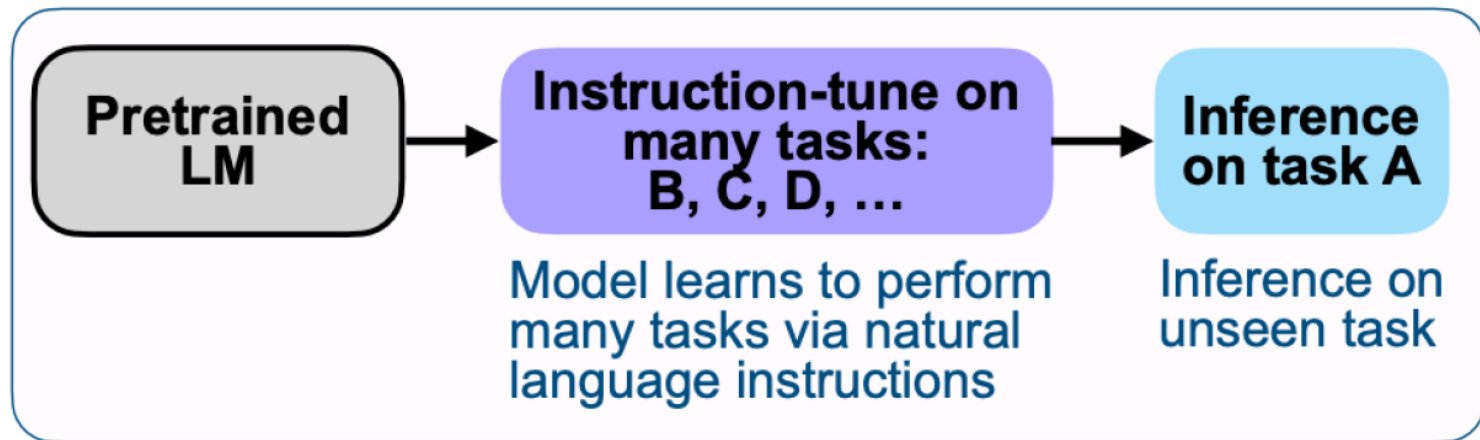 Pretrained
LM
Instruction-tune on
many tasks:
B, C, D, …
Inference
on task A
Model learns to perform
many tasks via natural
language instructions
Inference on
unseen task